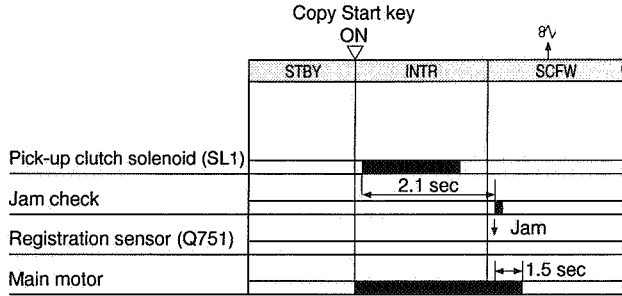 Copy Start key
ON
STBY
INTR
SCFW
Pick-up clutch solenoid (SL1)
2.1 sec
Jam check
Jam
Registration sensor (Q751)
1.5 sec
Main motor